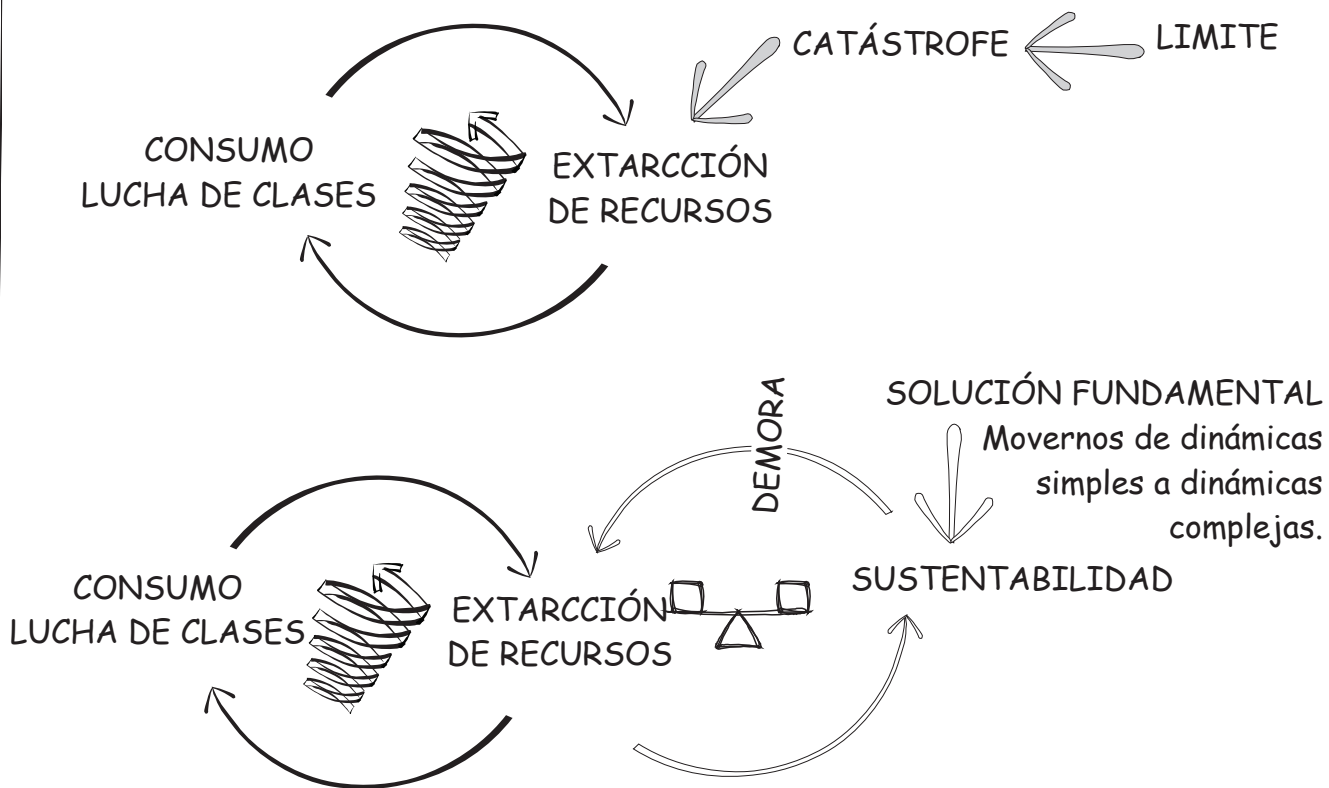 CATÁSTROFE
LIMITE
CONSUMO
LUCHA DE CLASES
EXTARCCIÓN
DE RECURSOS
DEMORA
SOLUCIÓN FUNDAMENTAL
Movernos de dinámicas
simples a dinámicas
complejas.
CONSUMO
LUCHA DE CLASES
EXTARCCIÓN
DE RECURSOS
SUSTENTABILIDAD